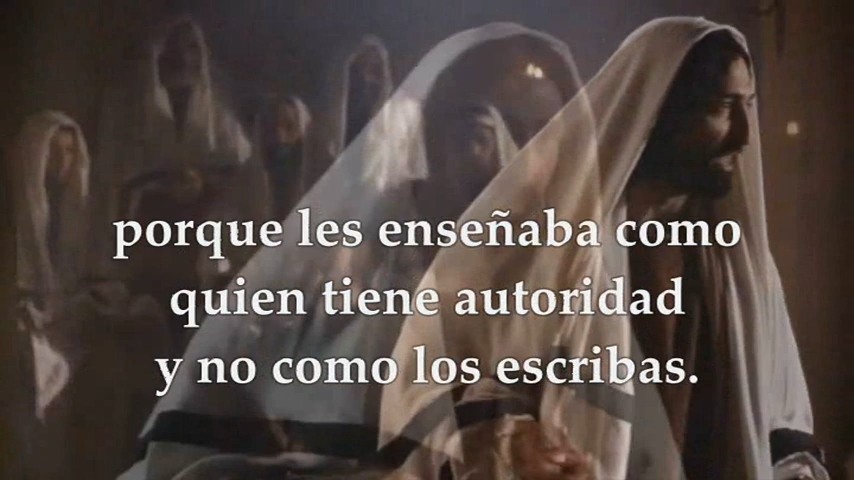 porque les enseñaba como
quien tiene autoridad
y no como los escribas.